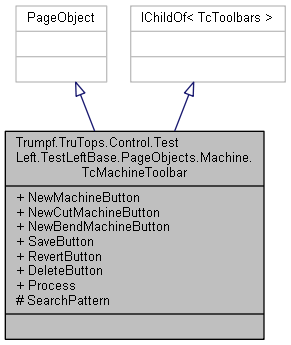 PageObject
IChildOf< TcToolbars >
Trumpf.TruTops.Control.Test
Left.TestLeftBase.PageObjects.Machine.
TcMachineToolbar
+ NewMachineButton
+ NewCutMachineButton
+ NewBendMachineButton
+ SaveButton
+ RevertButton
+ DeleteButton
+ Process
# SearchPattern